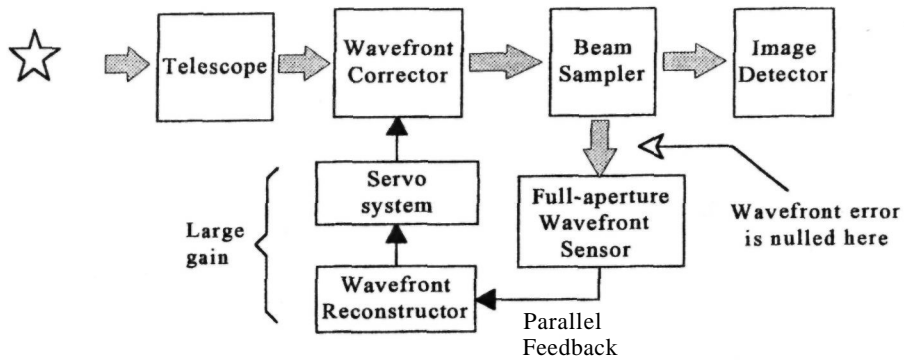 Telescope
Wavefront
Corrector
Beam
Sampler
Image
Detector
Servo
system
Full-aperture
Wavefront
Sensor
Wavefront error
is nulled here
Large
gain
Wavefront
Reconstructor
Parallel
Feedback